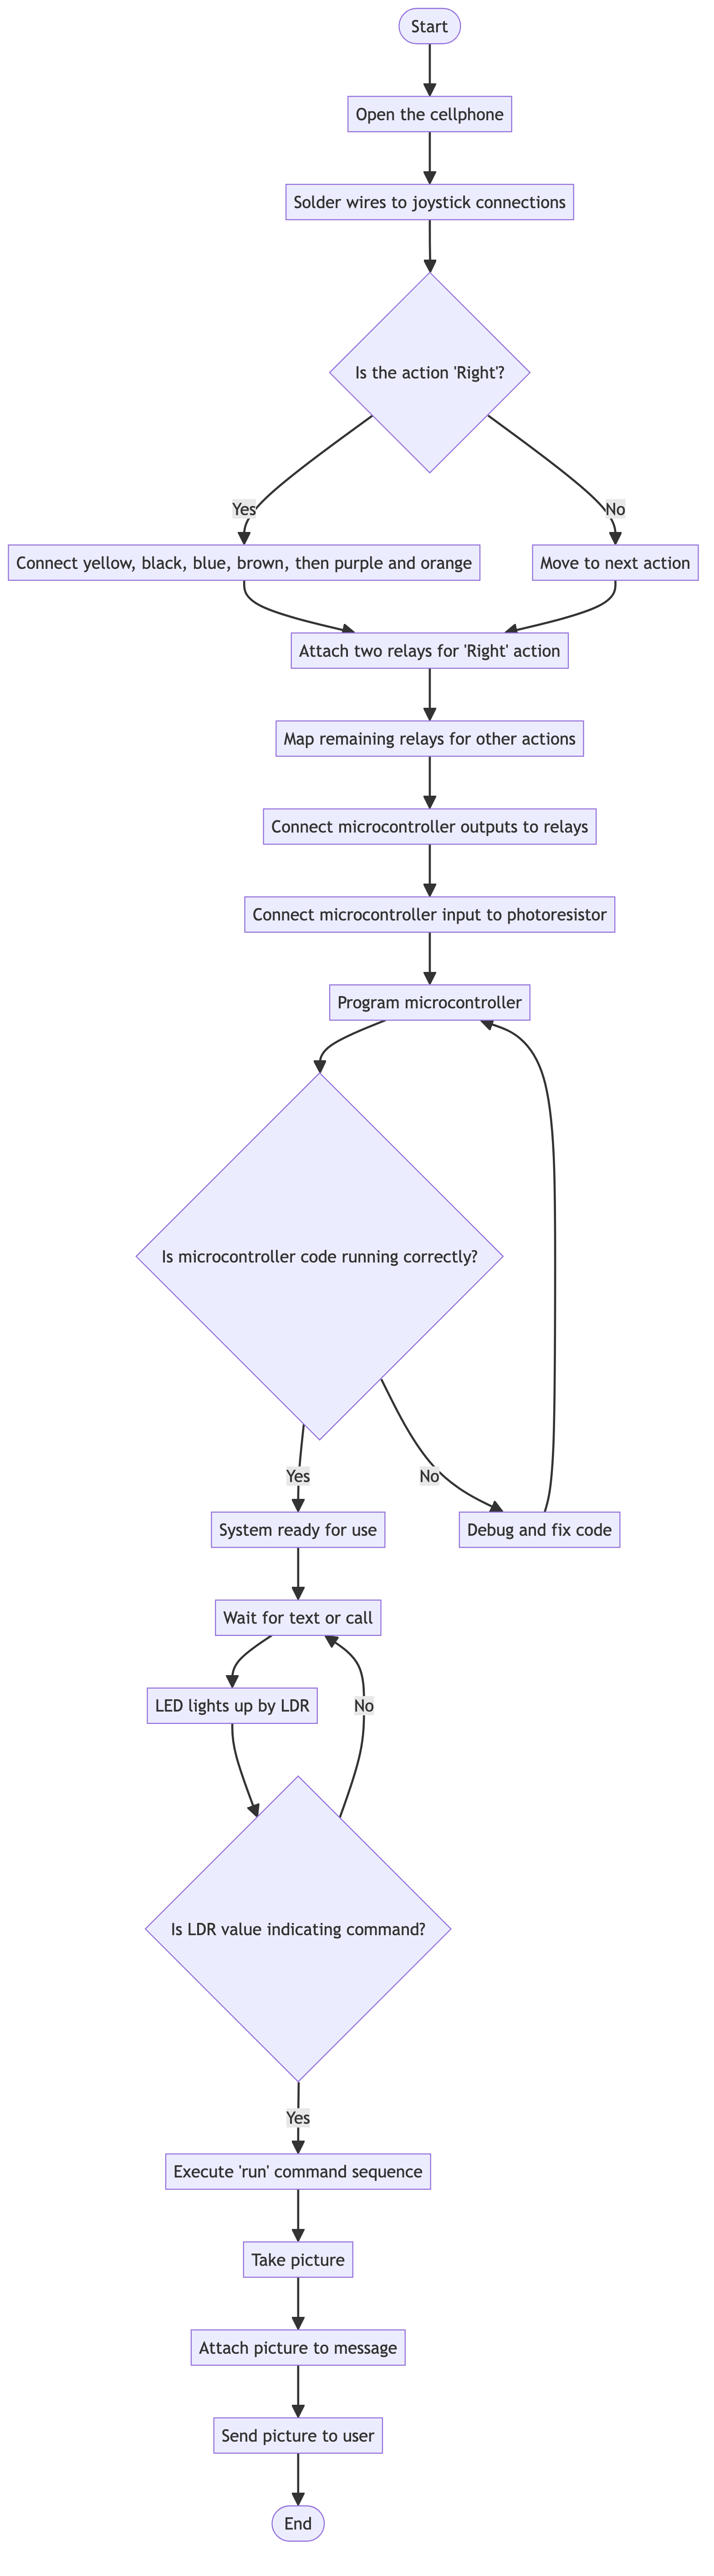 Start
Open the cellphone
Solder wires to joystick connections
Is the action 'Right'?
Yes
No
Connect yellow, black, blue, brown, then purple and orange
Move to next action
Attach two relays for 'Right' action
Map remaining relays for other actions
Connect microcontroller outputs to relays
Connect microcontroller input to photoresistor
Program microcontroller
Is microcontroller code running correctly?
Yes
No
System ready for use
Debug and fix code
Wait for text or call
LED lights up by LDR
No
Is LDR value indicating command?
Yes
Execute 'run' command sequence
Take picture
Attach picture to message
Send picture to user
End